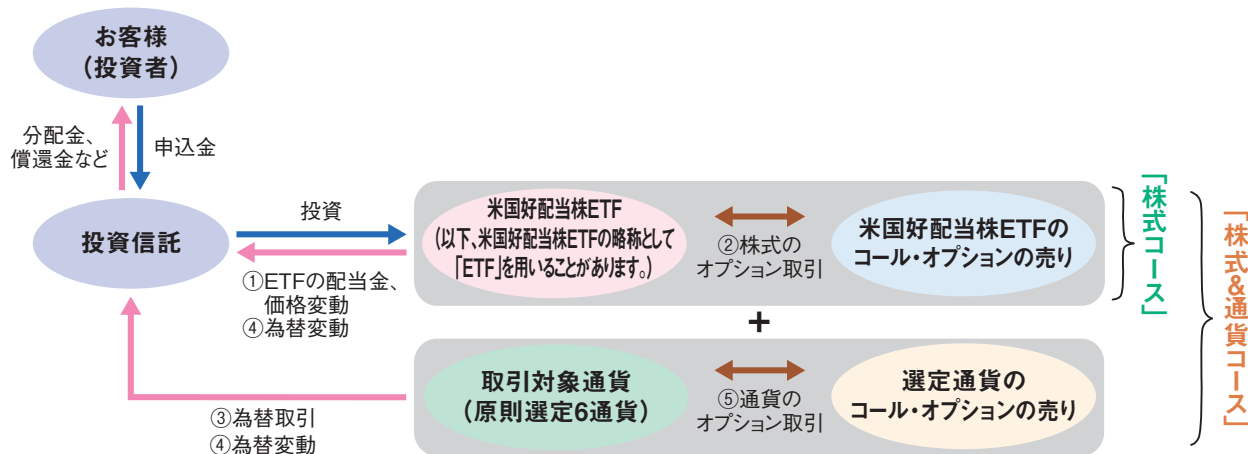 お客様
(投資者)
分配金、
償還金など
申込金
投資信託
投資
①ETFの配当金、
価格変動
④為替変動
米国好配当株ETF
(以下、米国好配当株ETFの略称として
「ETF」を用いることがあります。)
②株式の
オプション取引
米国好配当株ETFの
コール・オプションの売り
「株式コース」
+
③為替取引
④為替変動
取引対象通貨
(原則選定6通貨)
⑤通貨の
オプション取引
選定通貨の
コール・オプションの売り
「株式&通貨コース」